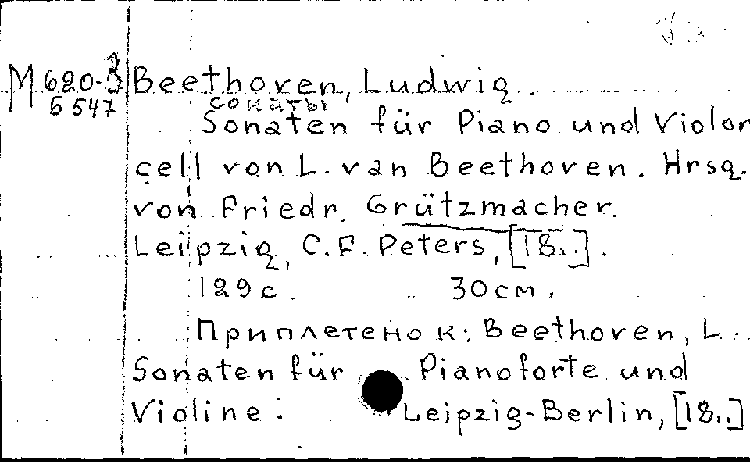 М 620-3 Beethoven, Ludwig.
Б 547 сонаты
Sonaten für Piano und Violon
cell von L. van Beethoven. Hrsg.
von Friedr. Grützmacher.
Leipzig, C. F. Peters, [18..].
129 с. 30 см.
Приплетено к: Beethoven, L.
Sonaten für Pianoforte und
Violine: Leipzig-Berlin, [18..]